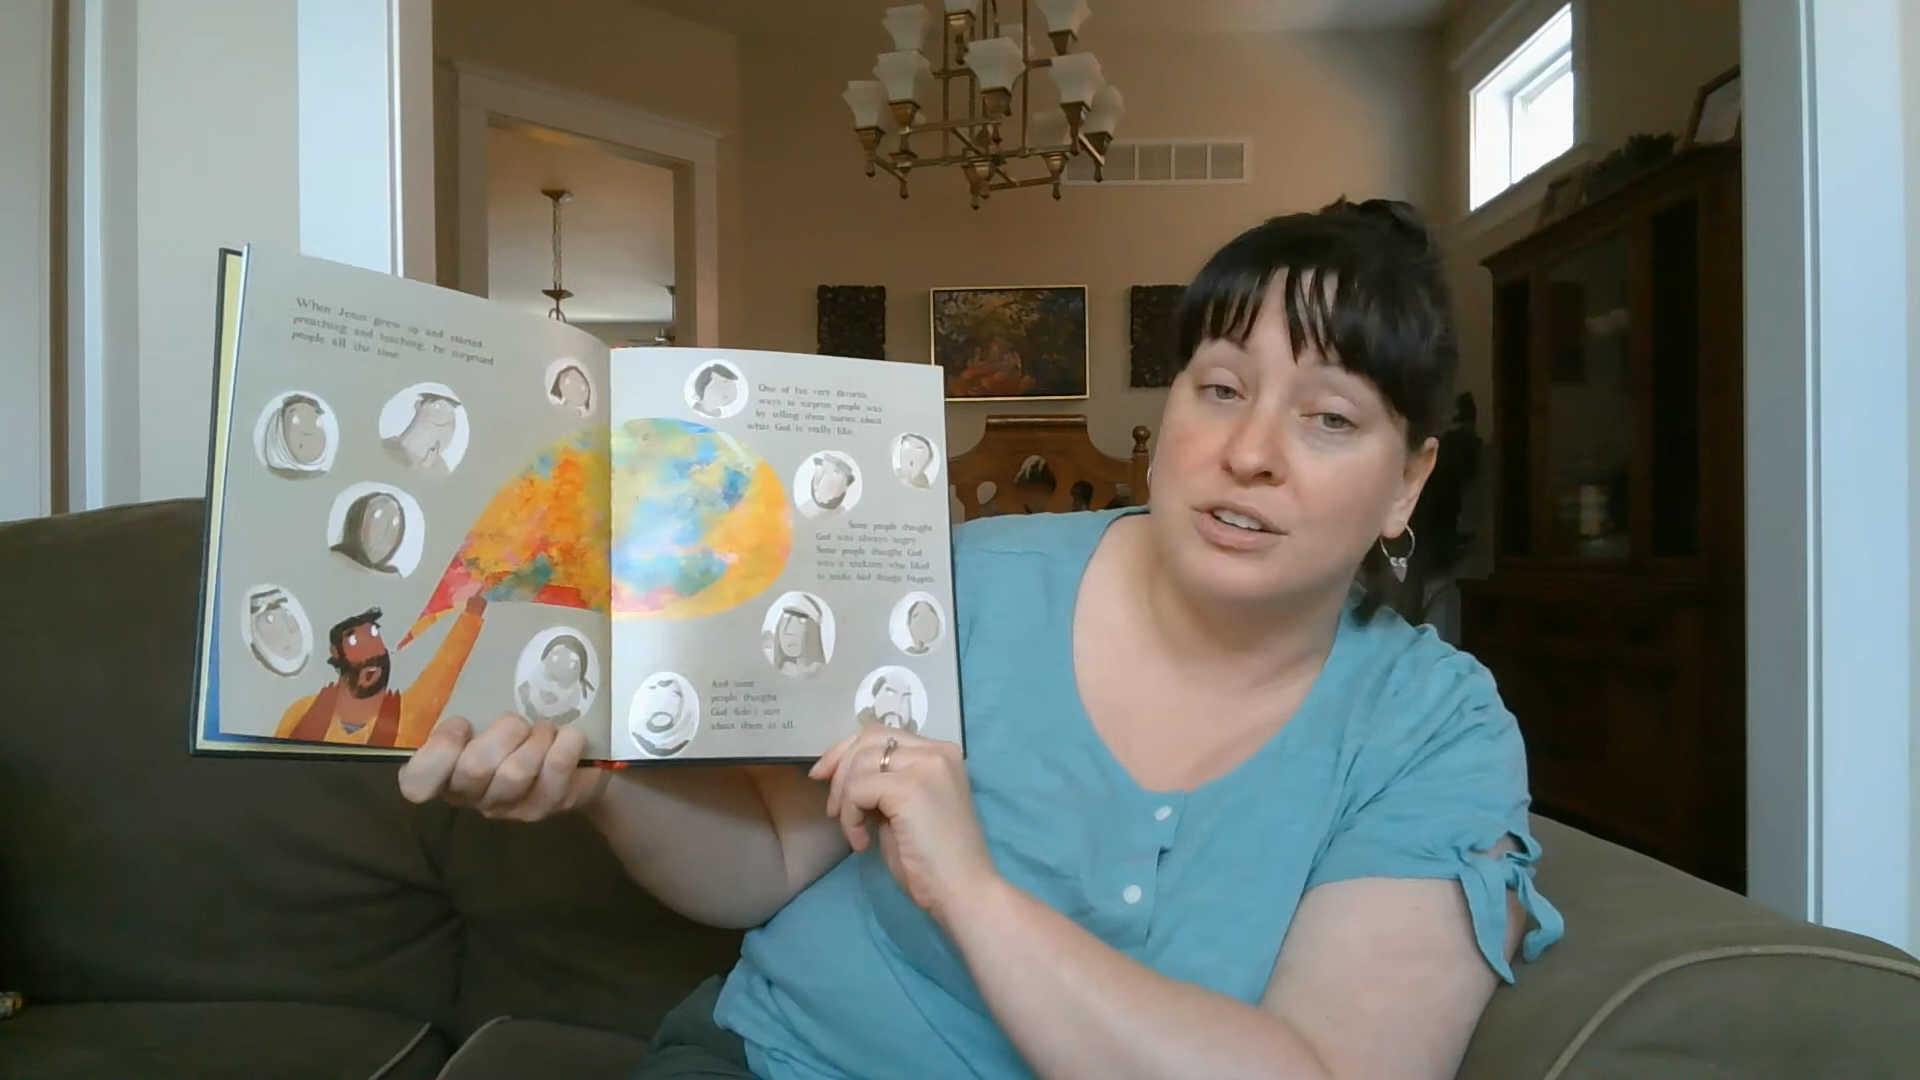 When Jesus grew up and started
preaching and teaching, he surprised
people all the time.
One of his very favorite
ways to surprise people was
by telling them stories about
what God is really like.
Some people thought
God was always angry.
Some people thought God
was a trickster who liked
to make bad things happen.
And some
people thought
God didn't care
about them at all.